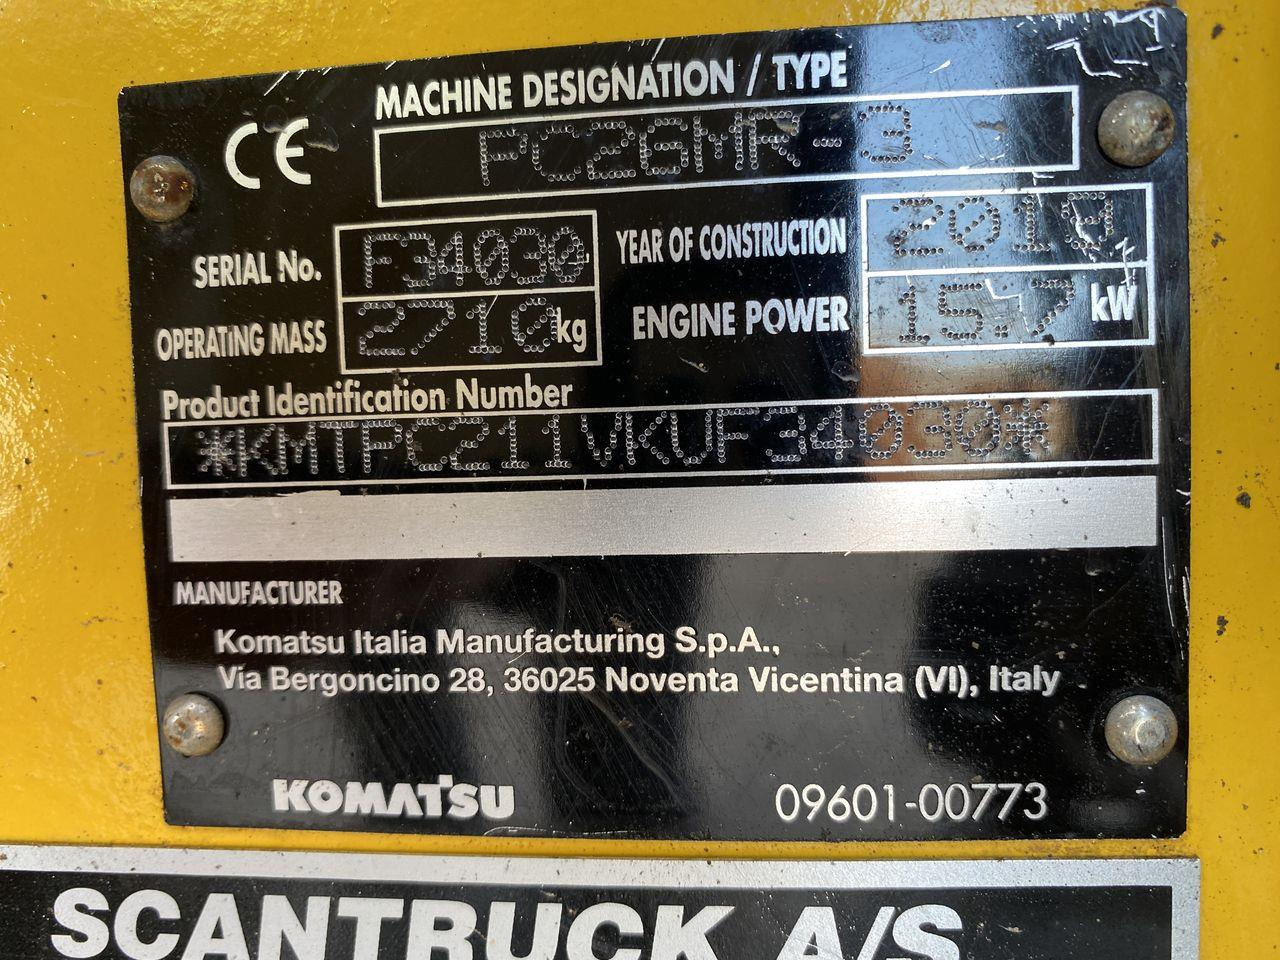 CE
MACHINE DESIGNATION / TYPE
PC26MR-3
SERIAL No. F34030
YEAR OF CONSTRUCTION
OPERATING MASS 2710 kg
ENGINE POWER 15.7 kW
Product Identification Number
*KMTPC211VKUF34030*
MANUFACTURER
Komatsu Italia Manufacturing S.p.A.,
Via Bergoncino 28, 36025 Noventa Vicentina (VI), Italy
KOMATSU
09601-00773
SCANTRUCK A/S